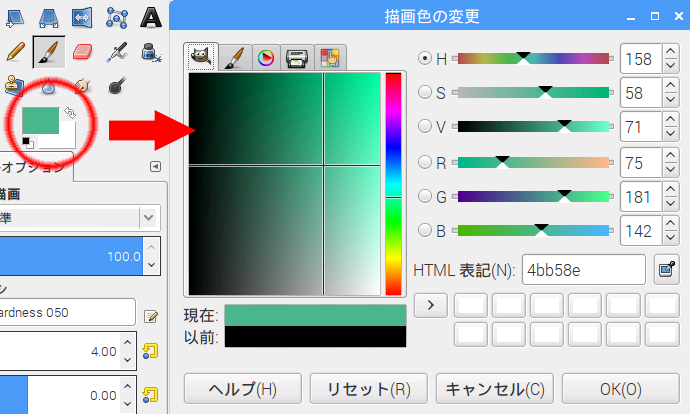 描画色の変更
H 158
S 58
V 71
R 75
G 181
B 142
HTML 表記(N): 4bb58e
現在:
以前:
ヘルプ(H) リセット(R) キャンセル(C) OK(O)
オプション
描画
準
100.0
ardness 050
4.00
0.00